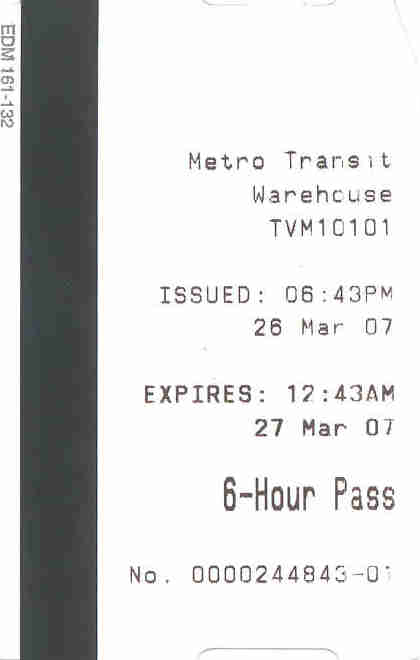 EDM 161-132
Metro Transit
Warehouse
TVM10101
ISSUED: 06:43PM
26 Mar 07
EXPIRES: 12:43AM
27 Mar 07
6-Hour Pass
No. 0000244843-01